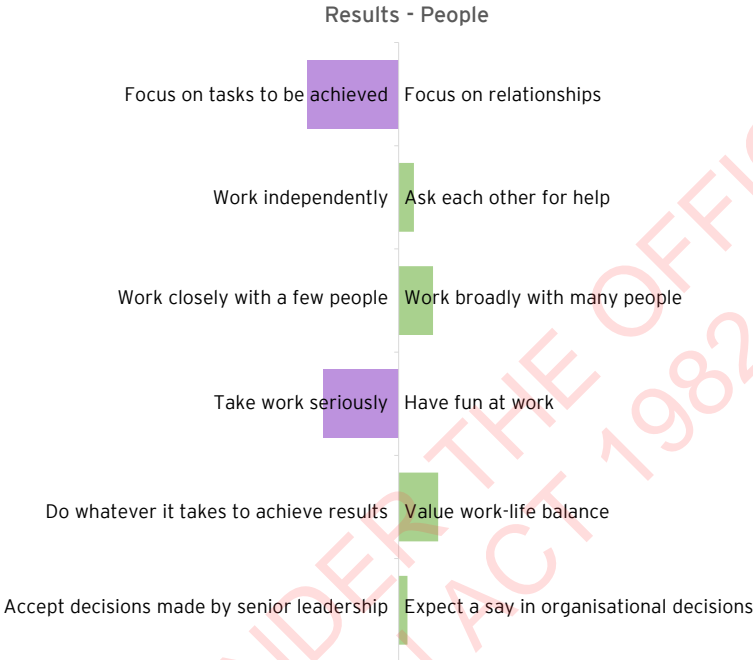 Results - People
Focus on tasks to be achieved Focus on relationships
Work independently Ask each other for help
Work closely with a few people Work broadly with many people
Take work seriously Have fun at work
Do whatever it takes to achieve results Value work-life balance
Accept decisions made by senior leadership Expect a say in organisational decisions
THE
ACT 1982